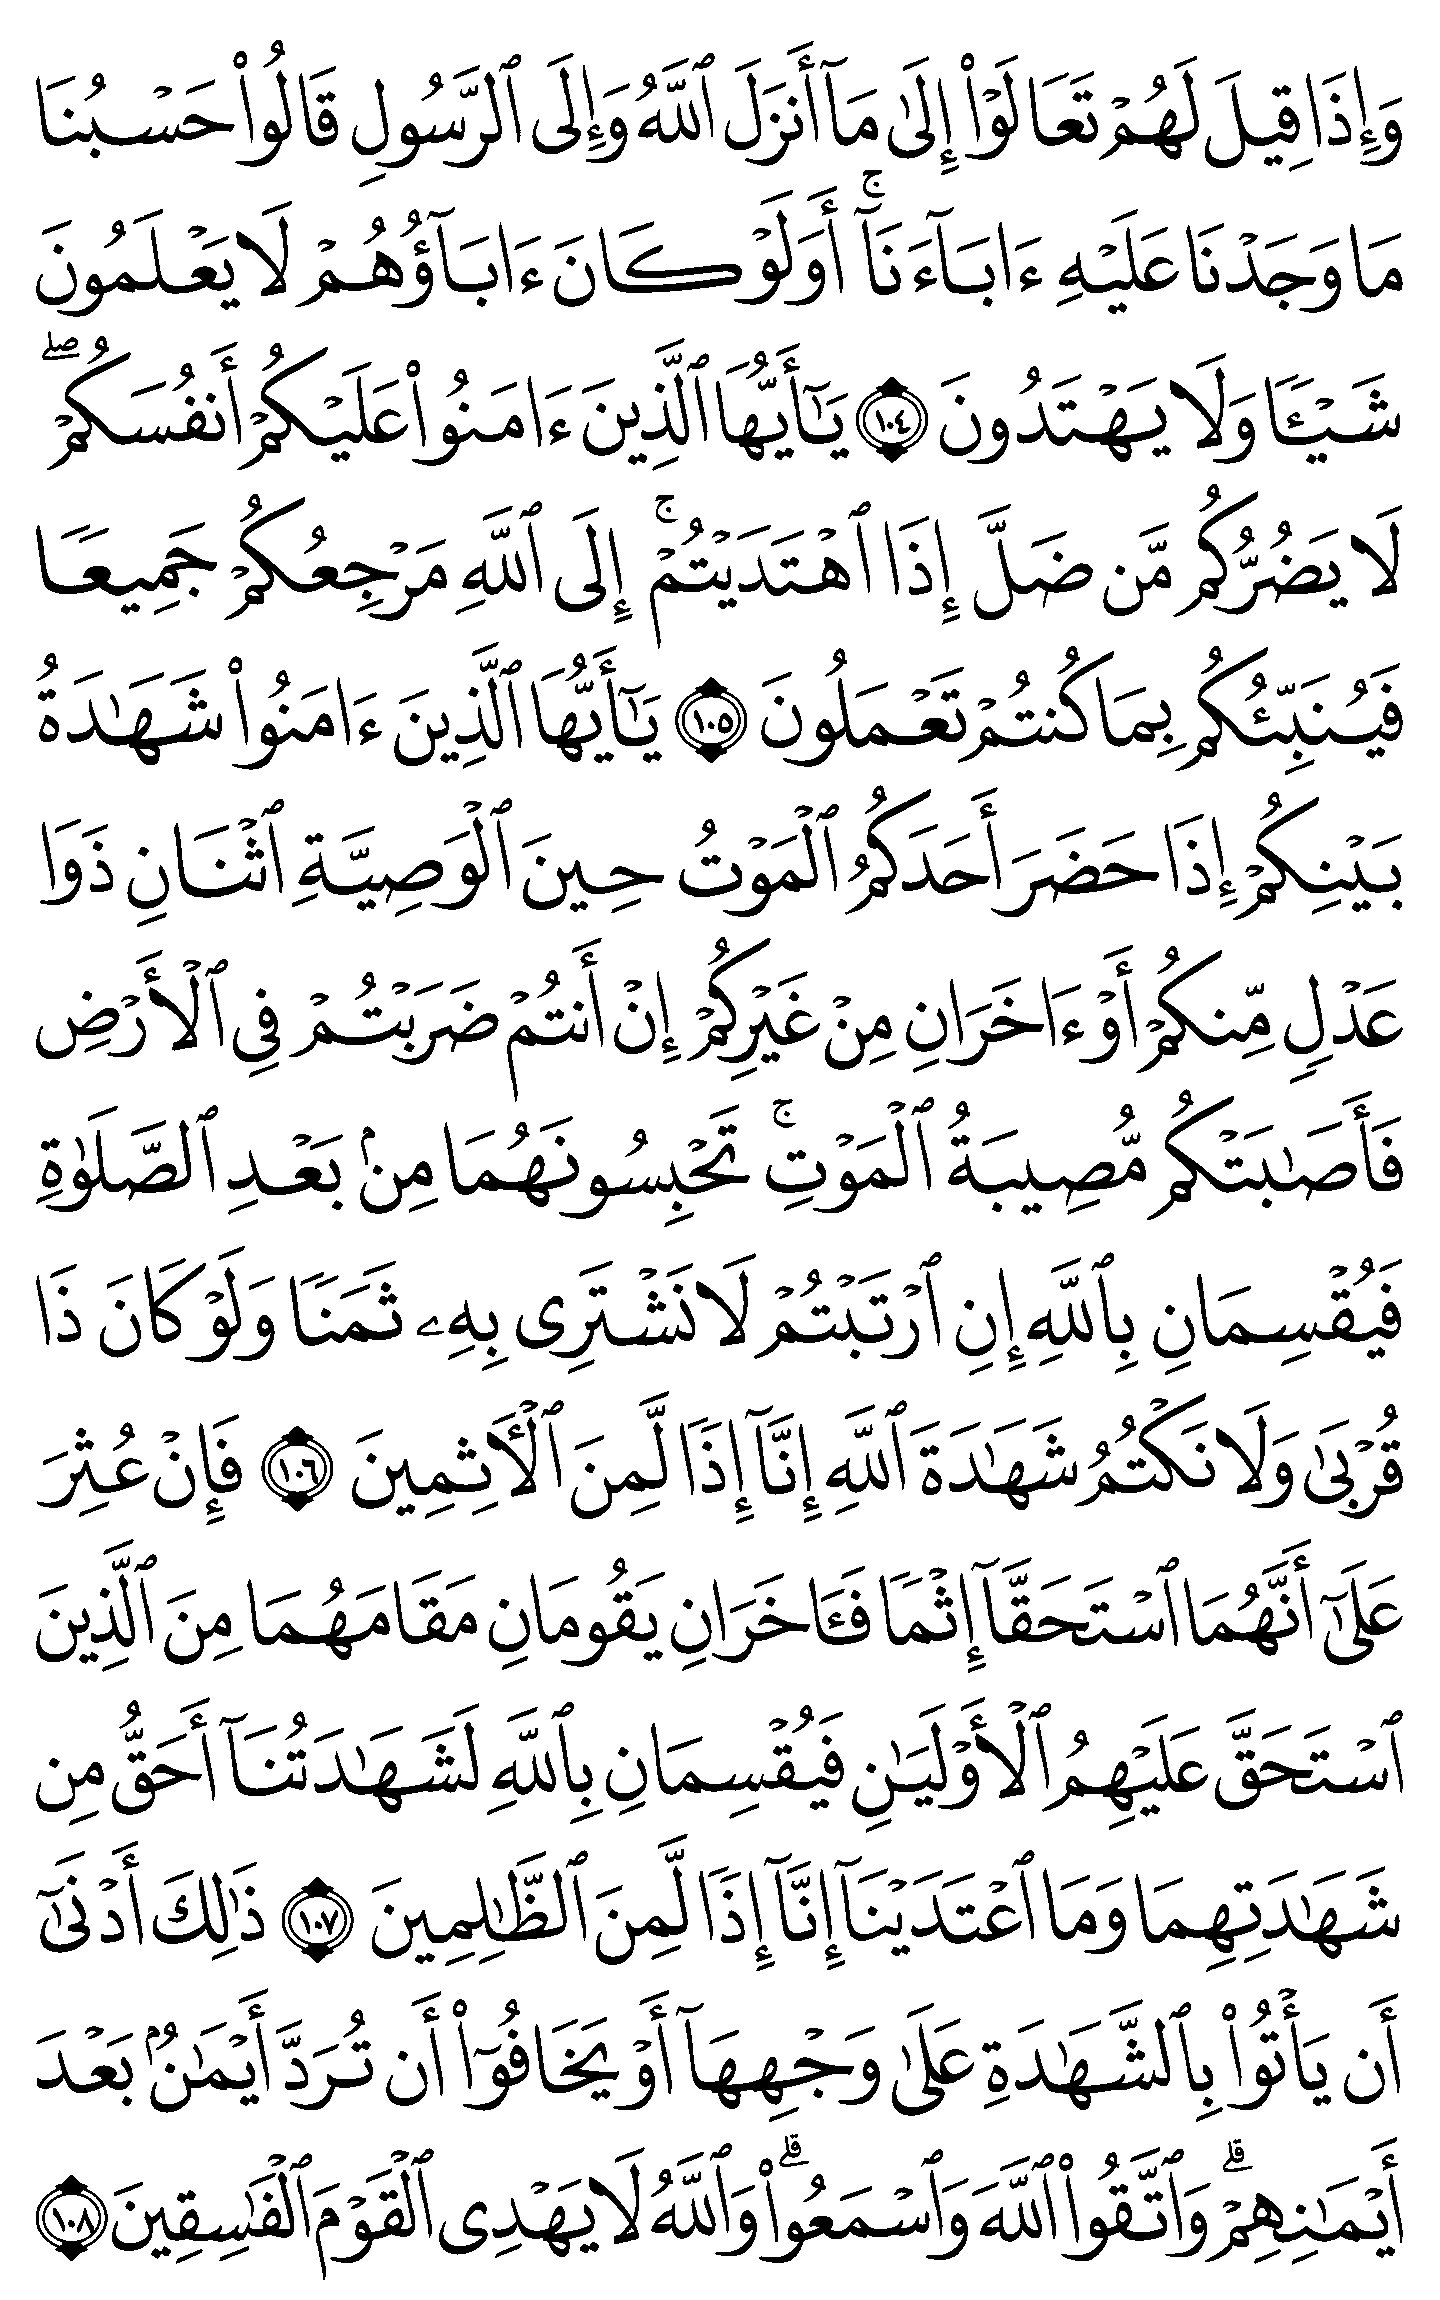 وَإِذَا قِيلَ لَهُمْ تَعَالَوْا۟ إِلَىٰ مَآ أَنزَلَ ٱللَّهُ وَإِلَى ٱلرَّسُولِ قَالُوا۟ حَسْبُنَا
مَا وَجَدْنَا عَلَيْهِ ءَابَآءَنَآ ۚ أَوَلَوْ كَانَ ءَابَآؤُهُمْ لَا يَعْلَمُونَ
شَيْـًٔا وَلَا يَهْتَدُونَ ١٠٤ يَـٰٓأَيُّهَا ٱلَّذِينَ ءَامَنُوا۟ عَلَيْكُمْ أَنفُسَكُمْ ۖ
لَا يَضُرُّكُم مَّن ضَلَّ إِذَا ٱهْتَدَيْتُمْ ۚ إِلَى ٱللَّهِ مَرْجِعُكُمْ جَمِيعًا
فَيُنَبِّئُكُم بِمَا كُنتُمْ تَعْمَلُونَ ١٠٥ يَـٰٓأَيُّهَا ٱلَّذِينَ ءَامَنُوا۟ شَهَـٰدَةُ
بَيْنِكُمْ إِذَا حَضَرَ أَحَدَكُمُ ٱلْمَوْتُ حِينَ ٱلْوَصِيَّةِ ٱثْنَانِ ذَوَا
عَدْلٍ مِّنكُمْ أَوْ ءَاخَرَانِ مِنْ غَيْرِكُمْ إِنْ أَنتُمْ ضَرَبْتُمْ فِى ٱلْأَرْضِ
فَأَصَـٰبَتْكُم مُّصِيبَةُ ٱلْمَوْتِ ۚ تَحْبِسُونَهُمَا مِنۢ بَعْدِ ٱلصَّلَوٰةِ
فَيُقْسِمَانِ بِٱللَّهِ إِنِ ٱرْتَبْتُمْ لَا نَشْتَرِى بِهِۦ ثَمَنًا وَلَوْ كَانَ ذَا
قُرْبَىٰ وَلَا نَكْتُمُ شَهَـٰدَةَ ٱللَّهِ إِنَّآ إِذًا لَّمِنَ ٱلْـَٔاثِمِينَ ١٠٦ فَإِنْ عُثِرَ
عَلَىٰٓ أَنَّهُمَا ٱسْتَحَقَّآ إِثْمًا فَـَٔاخَرَانِ يَقُومَانِ مَقَامَهُمَا مِنَ ٱلَّذِينَ
ٱسْتَحَقَّ عَلَيْهِمُ ٱلْأَوْلَيَـٰنِ فَيُقْسِمَانِ بِٱللَّهِ لَشَهَـٰدَتُنَآ أَحَقُّ مِن
شَهَـٰدَتِهِمَا وَمَا ٱعْتَدَيْنَآ إِنَّآ إِذًا لَّمِنَ ٱلظَّـٰلِمِينَ ١٠٧ ذَٰلِكَ أَدْنَىٰٓ
أَن يَأْتُوا۟ بِٱلشَّهَـٰدَةِ عَلَىٰ وَجْهِهَآ أَوْ يَخَافُوٓا۟ أَن تُرَدَّ أَيْمَـٰنٌۢ بَعْدَ
أَيْمَـٰنِهِمْ ۗ وَٱتَّقُوا۟ ٱللَّهَ وَٱسْمَعُوا۟ ۗ وَٱللَّهُ لَا يَهْدِى ٱلْقَوْمَ ٱلْفَـٰسِقِينَ ١٠٨